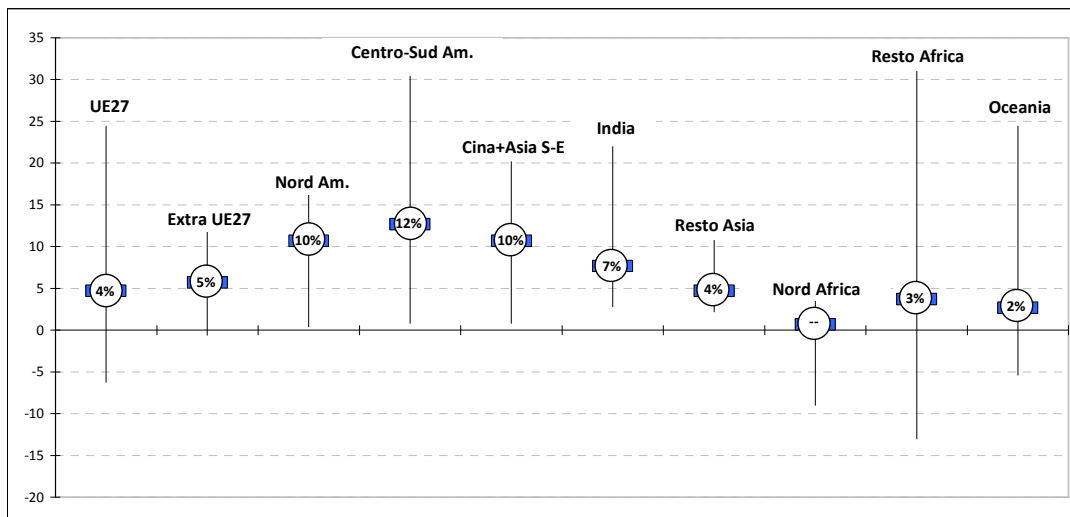 35
30
25
20
15
10
5
0
-5
-10
-15
-20
UE27
Extra UE27
Nord Am.
Centro-Sud Am.
Cina+Asia S-E
India
Resto Asia
Nord Africa
Resto Africa
Oceania
4%
5%
10%
12%
10%
7%
4%
--
3%
2%